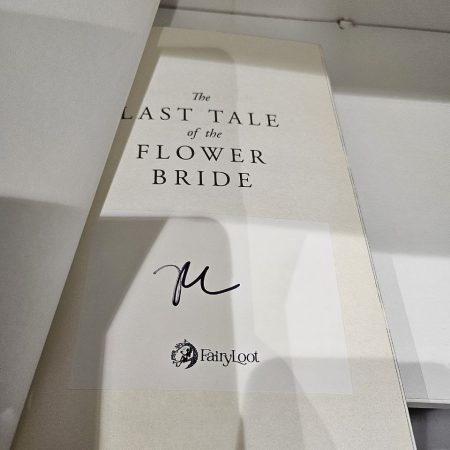 The
LAST TALE
of the
FLOWER
BRIDE
FairyLoot